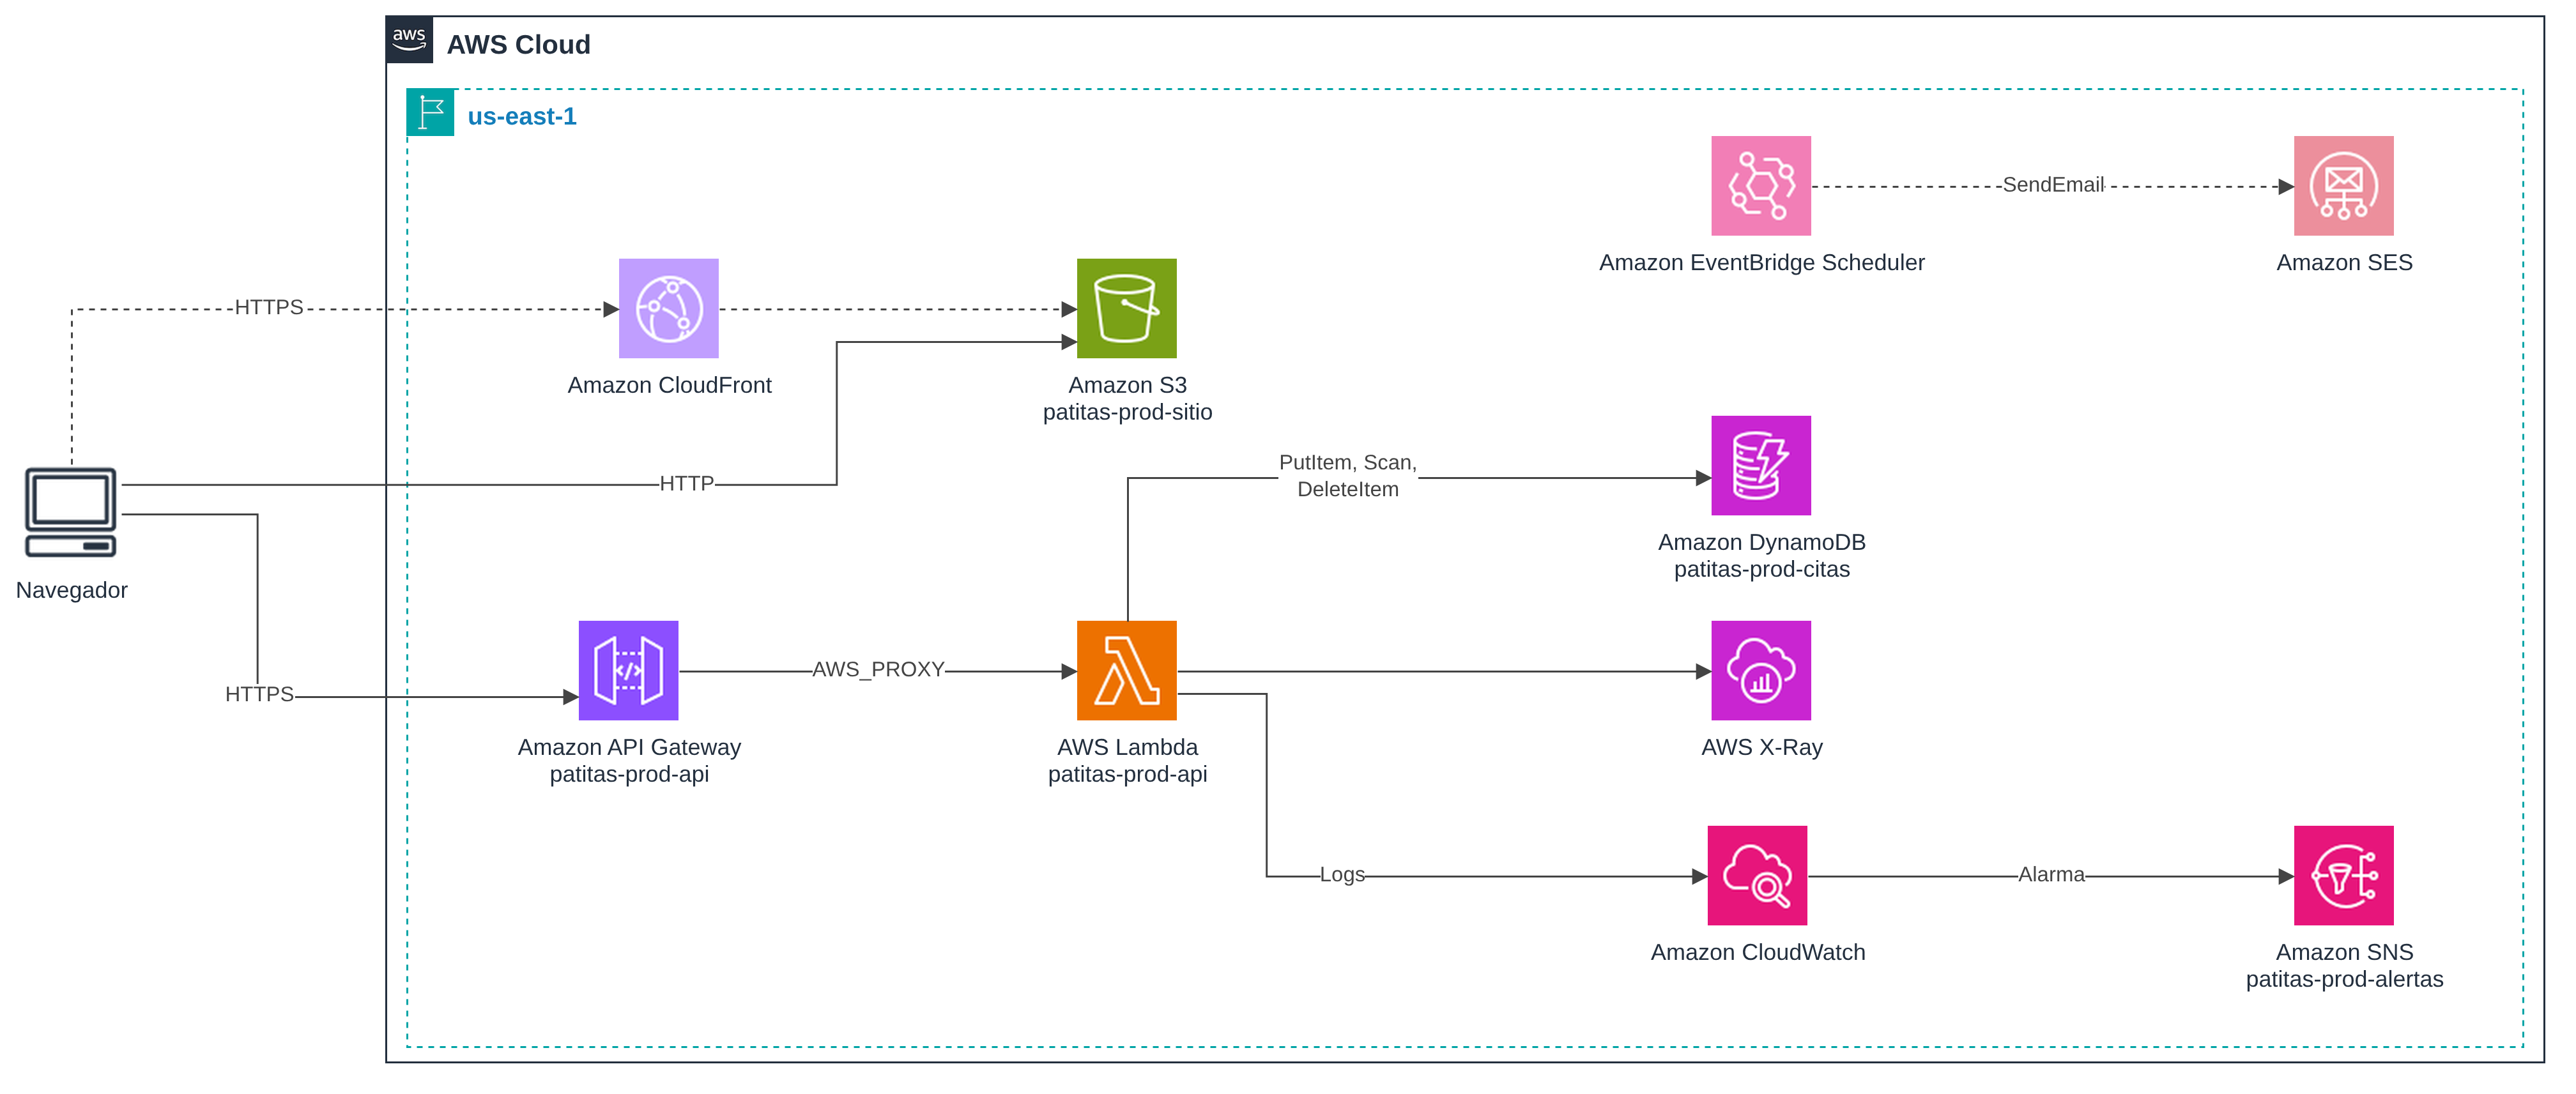 aws
AWS Cloud
us-east-1
SendEmail
Amazon EventBridge Scheduler
Amazon SES
HTTPS
Amazon CloudFront
Amazon S3
patitas-prod-sitio
HTTP
PutItem, Scan,
DeleteItem
Amazon DynamoDB
patitas-prod-citas
Navegador
HTTPS
AWS_PROXY
Amazon API Gateway
patitas-prod-api
AWS Lambda
patitas-prod-api
AWS X-Ray
Logs
Alarma
Amazon CloudWatch
Amazon SNS
patitas-prod-alertas